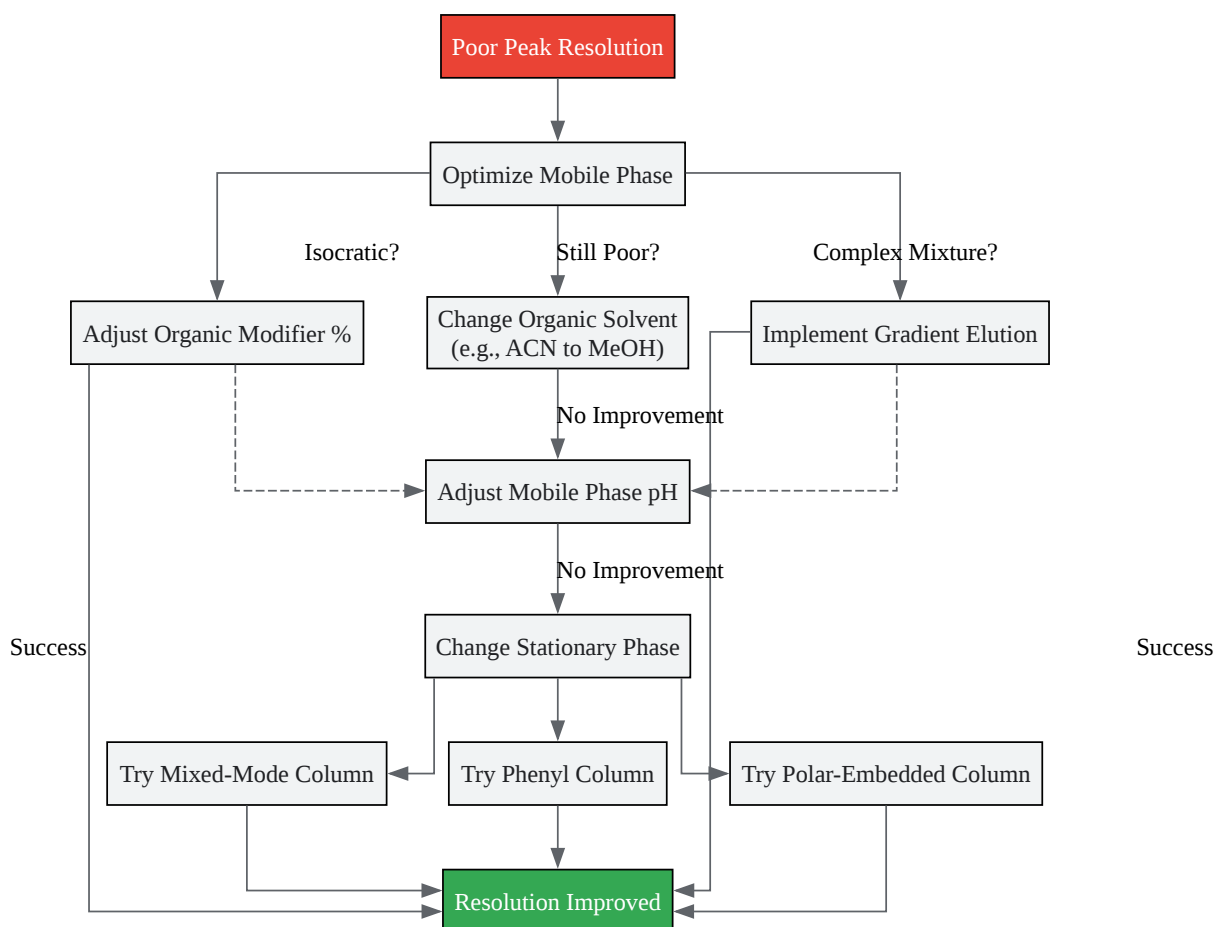 Poor Peak Resolution
Optimize Mobile Phase
Isocratic?
Still Poor?
Complex Mixture?
Adjust Organic Modifier %
Change Organic Solvent
(e.g., ACN to MeOH)
Implement Gradient Elution
No Improvement
Adjust Mobile Phase pH
No Improvement
Change Stationary Phase
Success
Success
Try Mixed-Mode Column
Try Phenyl Column
Try Polar-Embedded Column
Resolution Improved